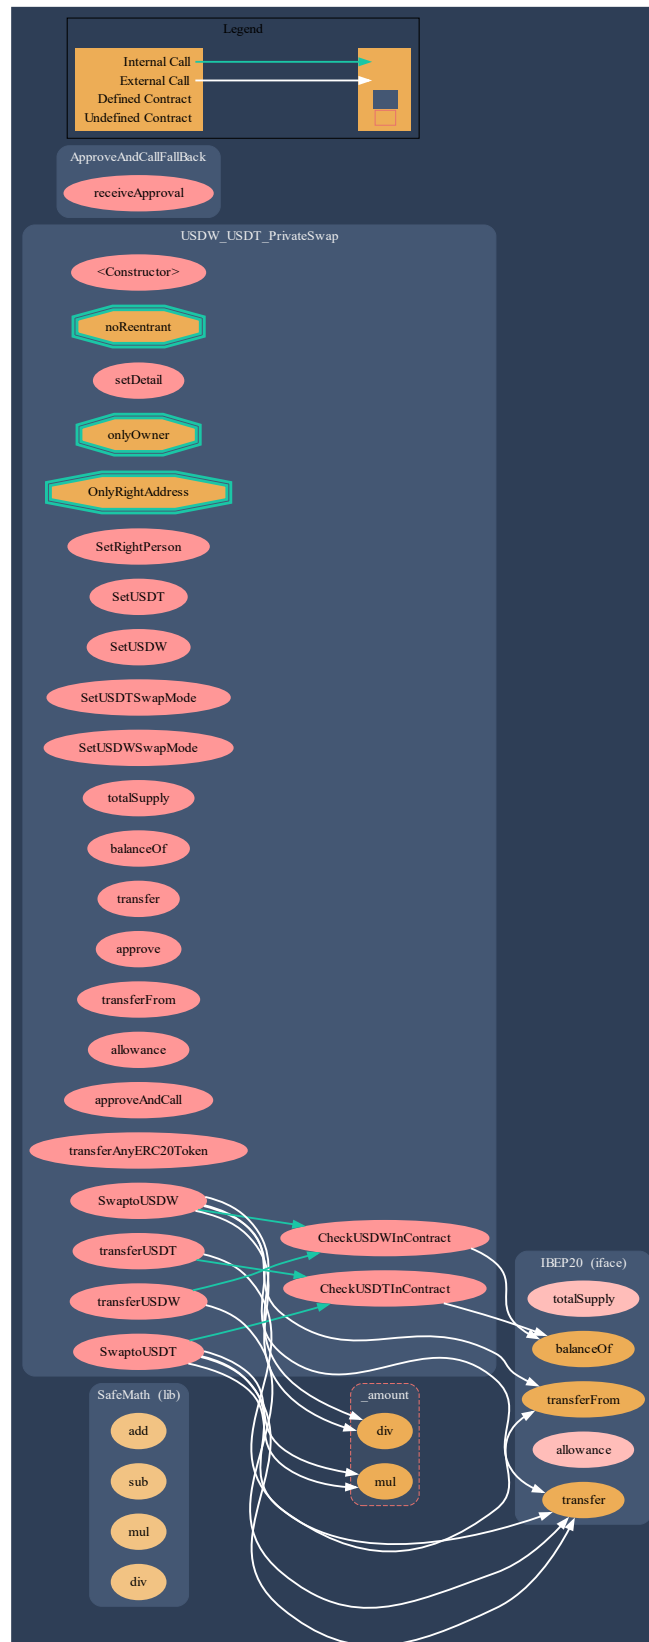 Legend
Internal Call
External Call
Defined Contract
Undefined Contract
ApproveAndCallFallBack
receiveApproval
USDW_USDT_PrivateSwap
<Constructor>
noReentrant
setDetail
onlyOwner
OnlyRightAddress
SetRightPerson
SetUSDT
SetUSDW
SetUSDTSwapMode
SetUSDWSwapMode
totalSupply
balanceOf
transfer
approve
transferFrom
allowance
approveAndCall
transferAnyERC20Token
SwaptoUSDW
transferUSDT
transferUSDW
SwaptoUSDT
CheckUSDWInContract
CheckUSDTInContract
IBEP20 (iface)
totalSupply
balanceOf
transferFrom
allowance
transfer
SafeMath (lib)
add
sub
mul
div
_amount
div
mul